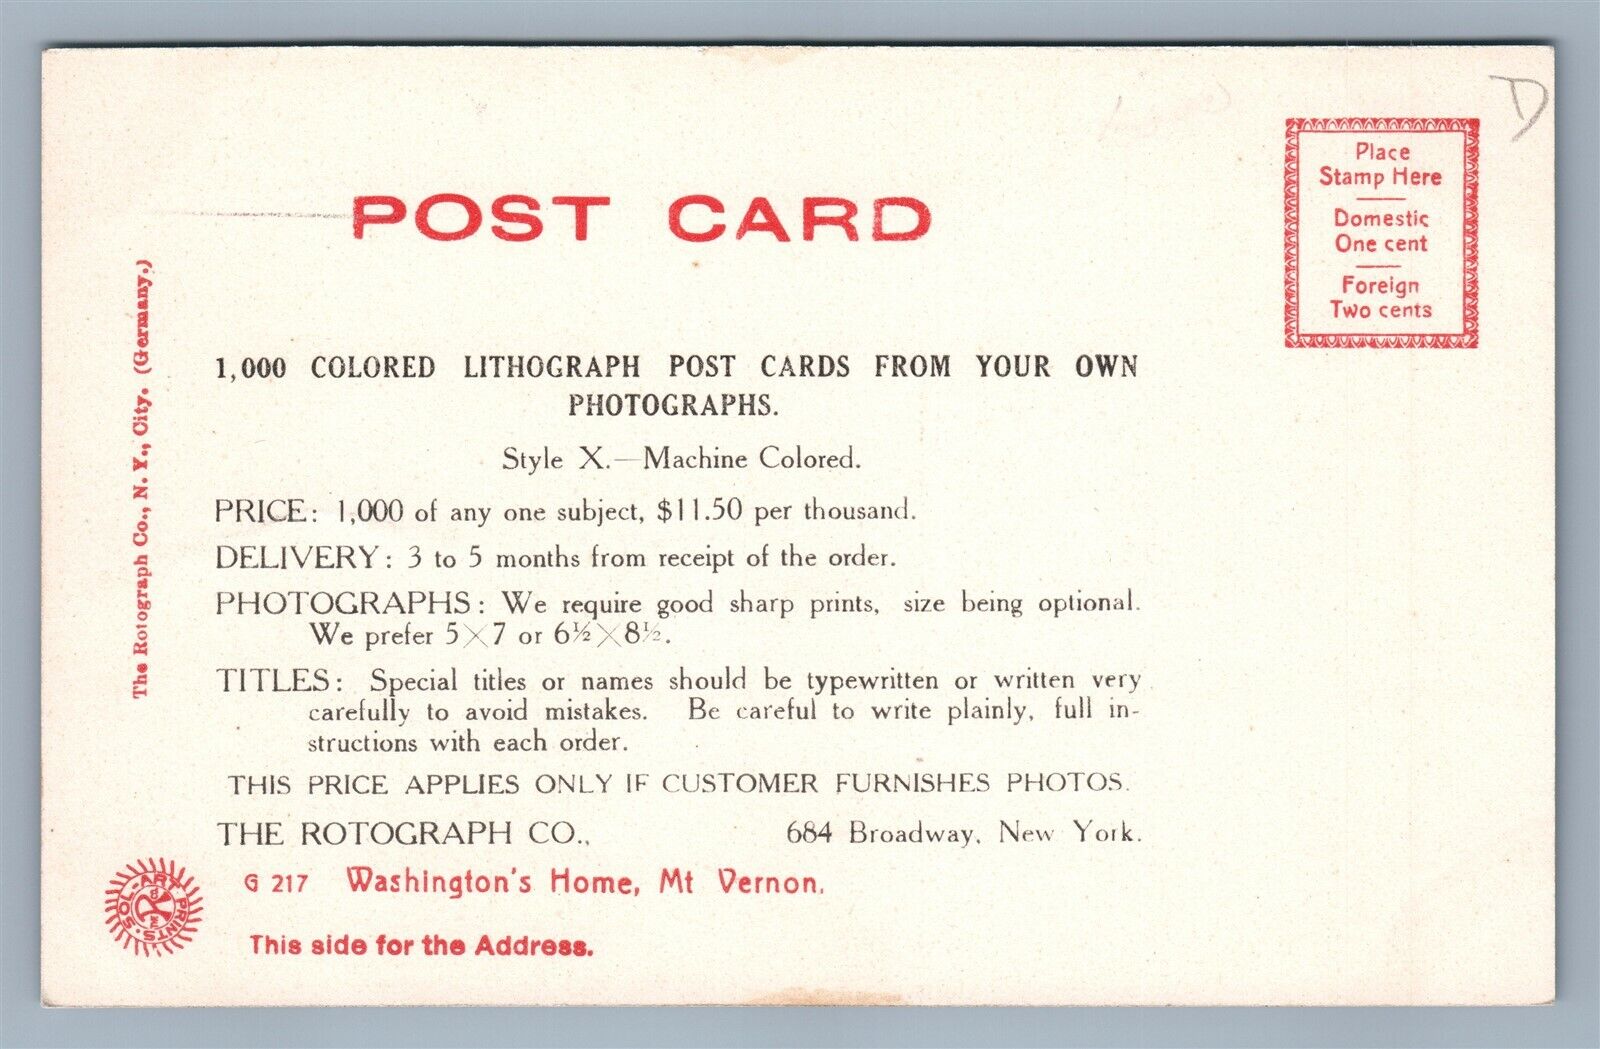 D
POST CARD
Place
Stamp Here
Domestic
One cent
Foreign
Two cents
The Rotograph Co., N. Y., City. (Germany.)
1,000 COLORED LITHOGRAPH POST CARDS FROM YOUR OWN
PHOTOGRAPHS.
Style X.—Machine Colored.
PRICE: 1,000 of any one subject, $11.50 per thousand.
DELIVERY: 3 to 5 months from receipt of the order.
PHOTOGRAPHS: We require good sharp prints, size being optional.
We prefer 5×7 or 6½×8½.
TITLES: Special titles or names should be typewritten or written very
carefully to avoid mistakes. Be careful to write plainly, full in-
structions with each order.
THIS PRICE APPLIES ONLY IF CUSTOMER FURNISHES PHOTOS.
THE ROTOGRAPH CO., 684 Broadway, New York.
G 217 Washington's Home, Mt Vernon.
SOL-ART PRINTS
This side for the Address.